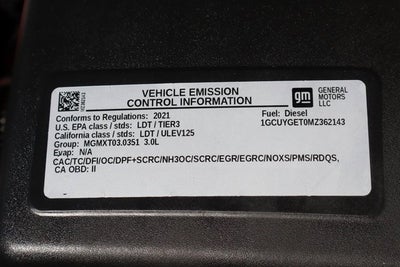 VEHICLE EMISSION
CONTROL INFORMATION
gm
GENERAL
MOTORS
LLC
Conforms to Regulations: 2021
Fuel: Diesel
U.S. EPA class / stds: LDT / TIER3
1GCUYGET0MZ362143
California class / stds: LDT / ULEV125
Group: MGMXT03.0351 3.0L
Evap: N/A
CAC/TC/DFI/OC/DPF+SCRC/NH3OC/SCRC/EGR/EGRC/NOXS/PMS/RDQS,
CA OBD: II